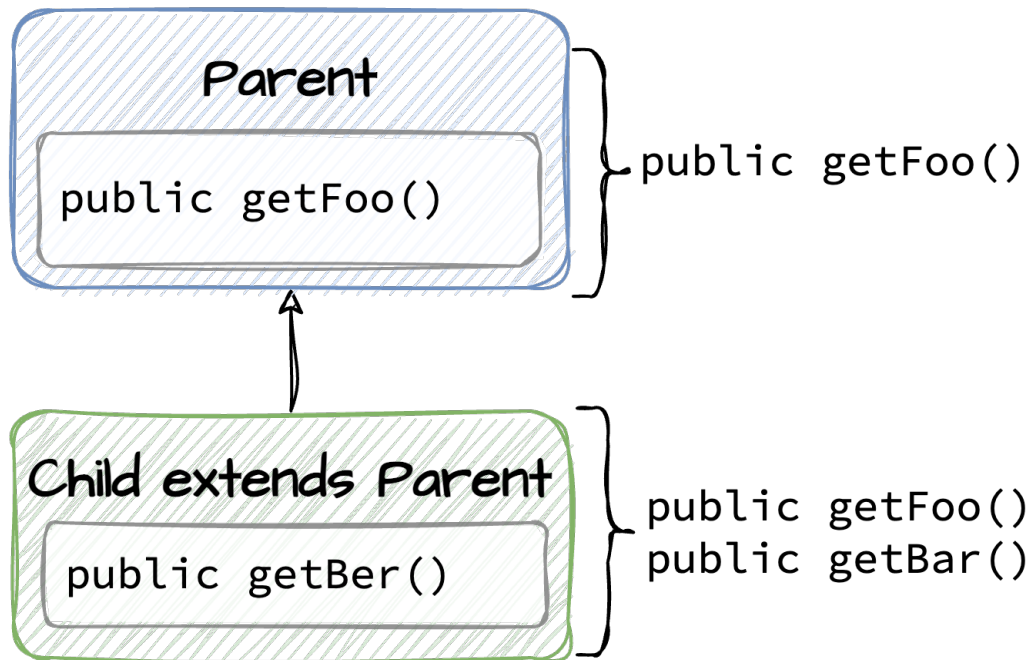 Parent
public getFoo()
public getFoo()
Child extends Parent
public getBer()
public getFoo()
public getBar()